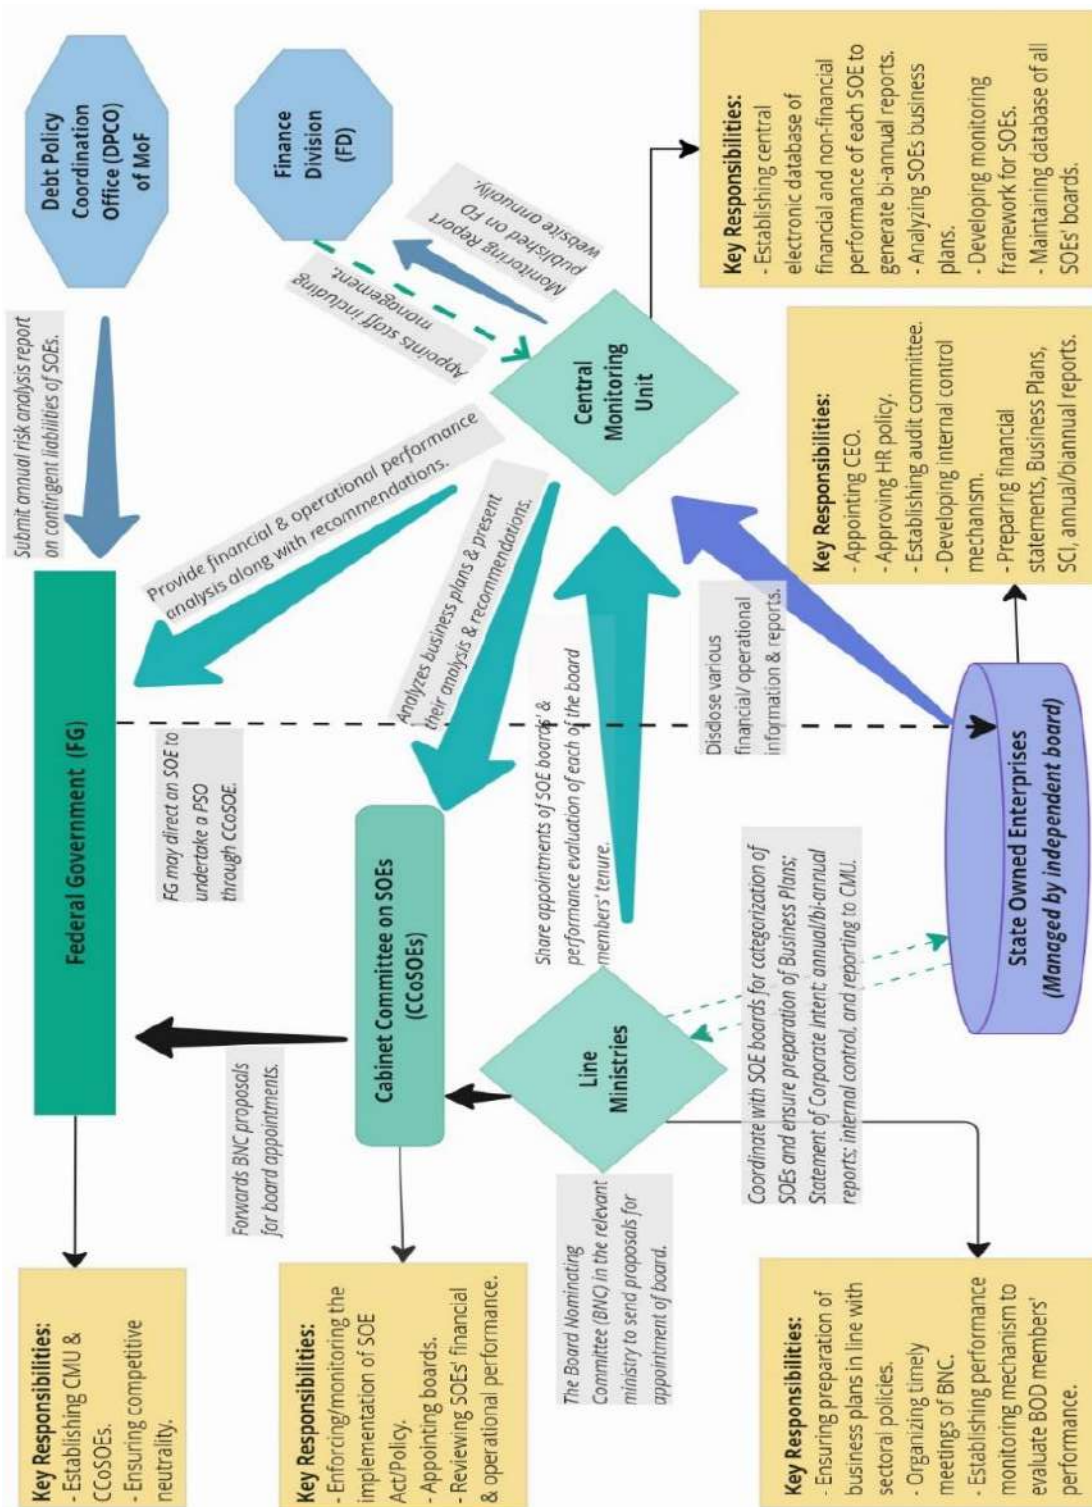 Key Responsibilities:
- Establishing CMU &
CCoSOEs.
- Ensuring competitive
neutrality.
Federal Government (FG)
Submit annual risk analysis report
on contingent liabilities of SOEs.
Debt Policy
Coordination
Office (DPCO)
of MoF
Forwards BNC proposals
for board appointments.
FG may direct an SOE to
undertake a PSO
through CCoSOE.
Provide financial & operational performance
analysis along with recommendations.
Finance
Division
(FD)
Key Responsibilities:
- Enforcing/monitoring the
implementation of SOE
Act/Policy.
- Appointing boards.
- Reviewing SOEs' financial
& operational performance.
Cabinet Committee on SOEs
(CCoSOEs)
Analyzes business plans & present
their analysis & recommendations.
Appoints staff including
management.
Monitoring Report
published on FD
website annually.
The Board Nominating
Committee (BNC) in the relevant
ministry to send proposals for
appointment of board.
Line
Ministries
Share appointments of SOE boards' &
performance evaluation of each of the board
members' tenure.
Central
Monitoring
Unit
Disclose various
financial/ operational
information & reports.
Coordinate with SOE boards for categorization of
SOEs and ensure preparation of Business Plans;
Statement of Corporate Intent; annual/bi-annual
reports; internal control, and reporting to CMU.
Key Responsibilities:
- Establishing central
electronic database of
financial and non-financial
performance of each SOE to
generate bi-annual reports.
- Analyzing SOEs business
plans.
- Developing monitoring
framework for SOEs.
- Maintaining database of all
SOEs' boards.
Key Responsibilities:
- Ensuring preparation of
business plans in line with
sectoral policies.
- Organizing timely
meetings of BNC.
- Establishing performance
monitoring mechanism to
evaluate BOD members'
performance.
State Owned Enterprises
(Managed by independent board)
Key Responsibilities:
- Appointing CEO.
- Approving HR policy.
- Establishing audit committee.
- Developing internal control
mechanism.
- Preparing financial
statements, Business Plans,
SCI, annual/biannual reports.